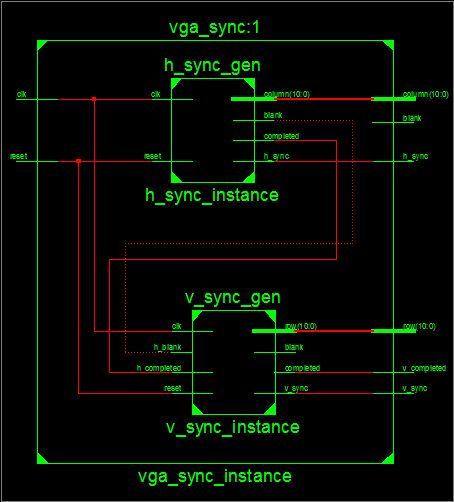 vga_sync:1
h_sync_gen
clk clk column(10:0) column(10:0)
blank blank
completed
reset reset h_sync h_sync
h_sync_instance
v_sync_gen
clk row(10:0) row(10:0)
h_blank blank
h_completed completed v_completed
reset v_sync v_sync
v_sync_instance
vga_sync_instance